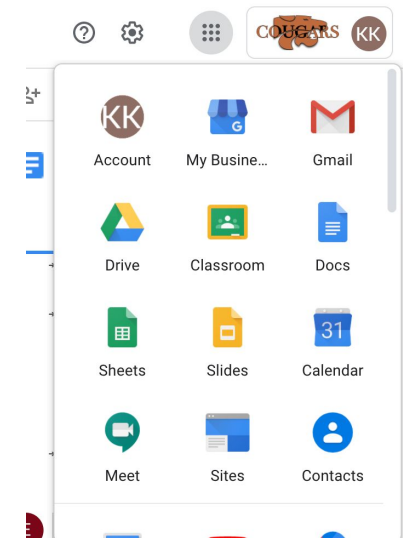 COUGARS KK
KK
Account My Busine... Gmail
Drive Classroom Docs
31
Sheets Slides Calendar
Meet Sites Contacts